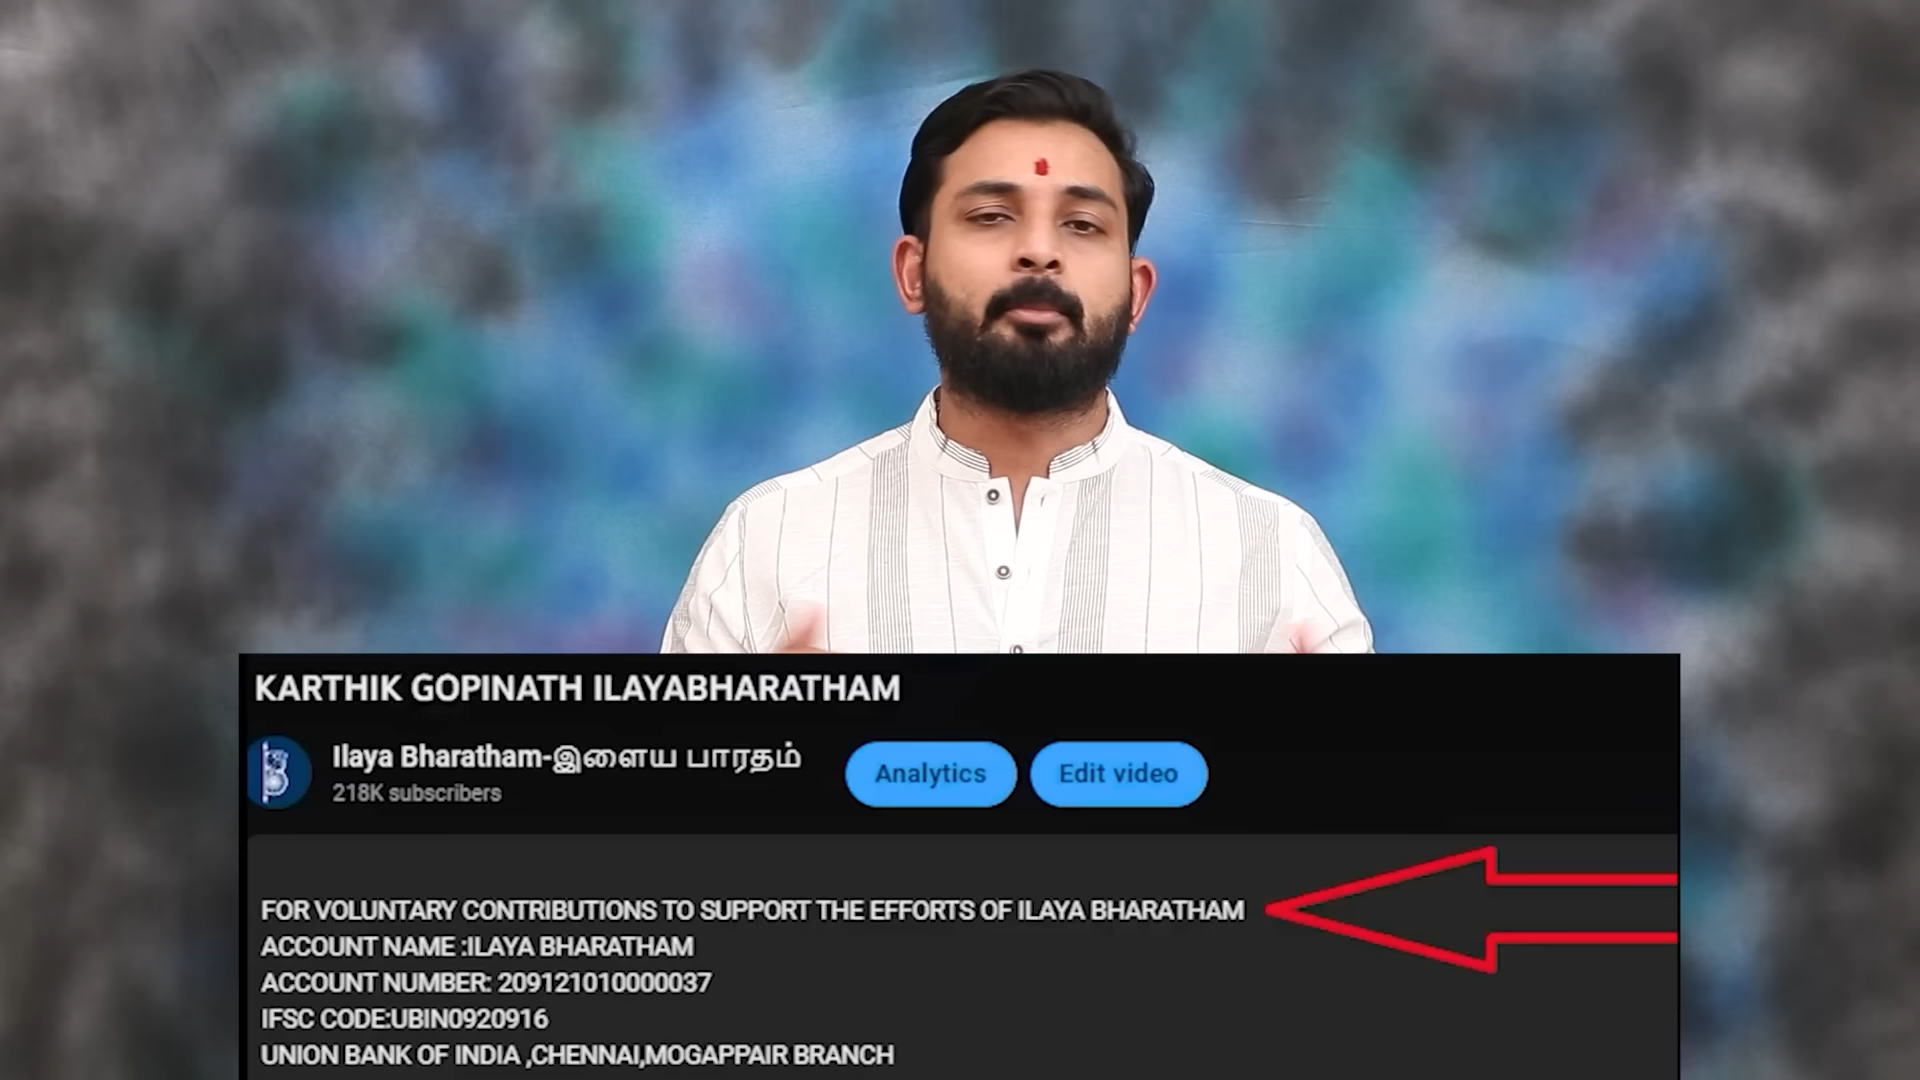 KARTHIK GOPINATH ILAYABHARATHAM
Ilaya Bharatham-இளைய பாரதம்
218K subscribers
Analytics
Edit video
FOR VOLUNTARY CONTRIBUTIONS TO SUPPORT THE EFFORTS OF ILAYA BHARATHAM
ACCOUNT NAME :ILAYA BHARATHAM
ACCOUNT NUMBER: 209121010000037
IFSC CODE:UBIN0920916
UNION BANK OF INDIA ,CHENNAI,MOGAPPAIR BRANCH